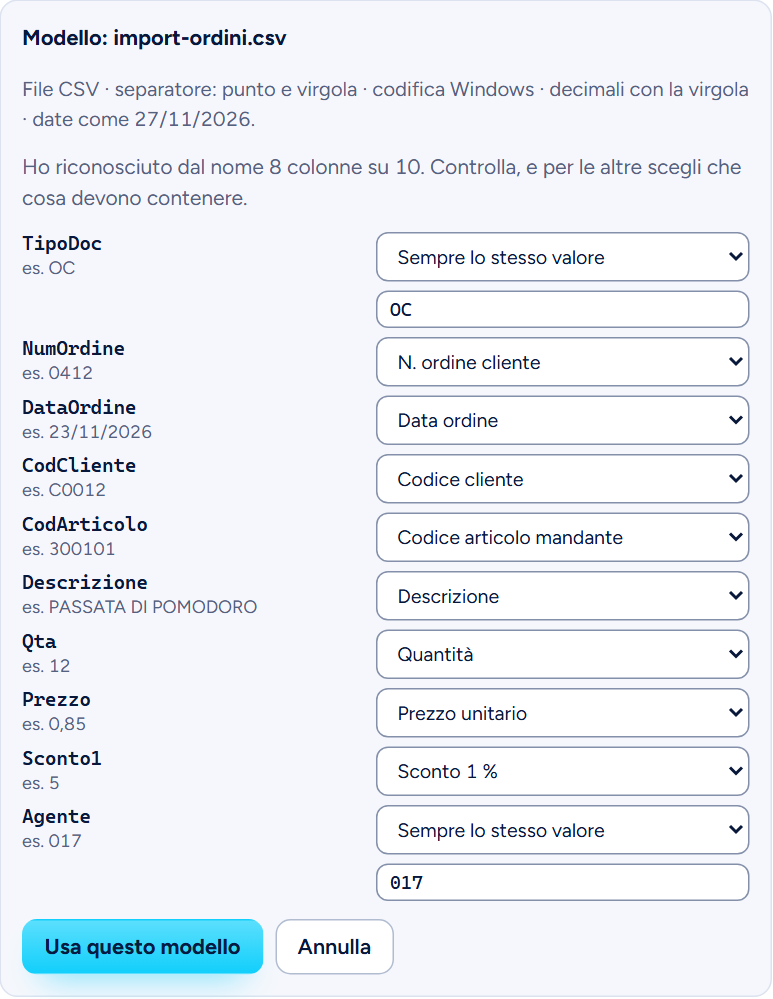 Modello: import-ordini.csv
File CSV · separatore: punto e virgola · codifica Windows · decimali con la virgola
· date come 27/11/2026.
Ho riconosciuto dal nome 8 colonne su 10. Controlla, e per le altre scegli che
cosa devono contenere.
TipoDoc
es. OC
Sempre lo stesso valore
OC
NumOrdine
es. 0412
N. ordine cliente
DataOrdine
es. 23/11/2026
Data ordine
CodCliente
es. C0012
Codice cliente
CodArticolo
es. 300101
Codice articolo mandante
Descrizione
es. PASSATA DI POMODORO
Descrizione
Qta
es. 12
Quantità
Prezzo
es. 0,85
Prezzo unitario
Sconto1
es. 5
Sconto 1 %
Agente
es. 017
Sempre lo stesso valore
017
Usa questo modello
Annulla